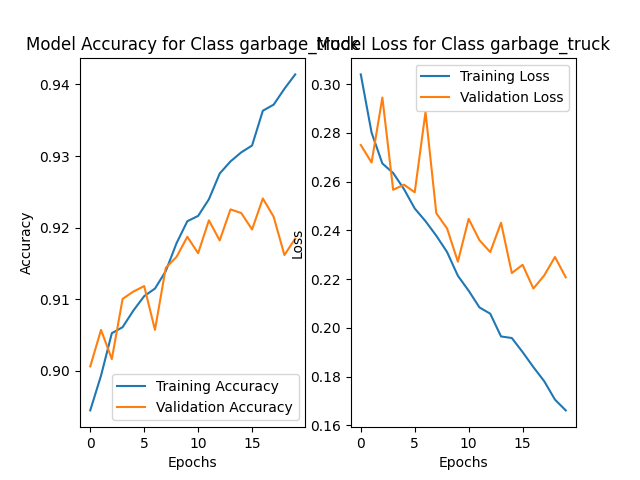 Model Accuracy for Class garbage_truck
0.94
0.93
0.92
0.91
0.90
Accuracy
Training Accuracy
Validation Accuracy
0
5
10
15
Epochs
Model Loss for Class garbage_truck
0.30
0.28
0.26
0.24
0.22
0.20
0.18
0.16
Loss
Training Loss
Validation Loss
0
5
10
15
Epochs